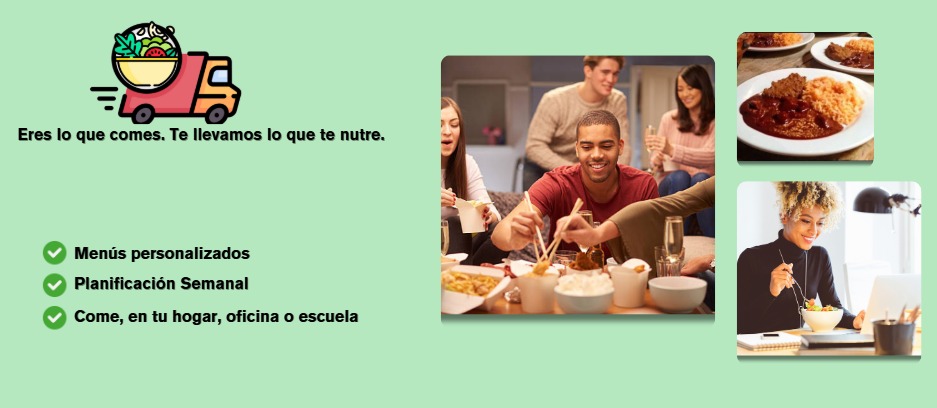 Eres lo que comes. Te llevamos lo que te nutre.
Menús personalizados
Planificación Semanal
Come, en tu hogar, oficina o escuela